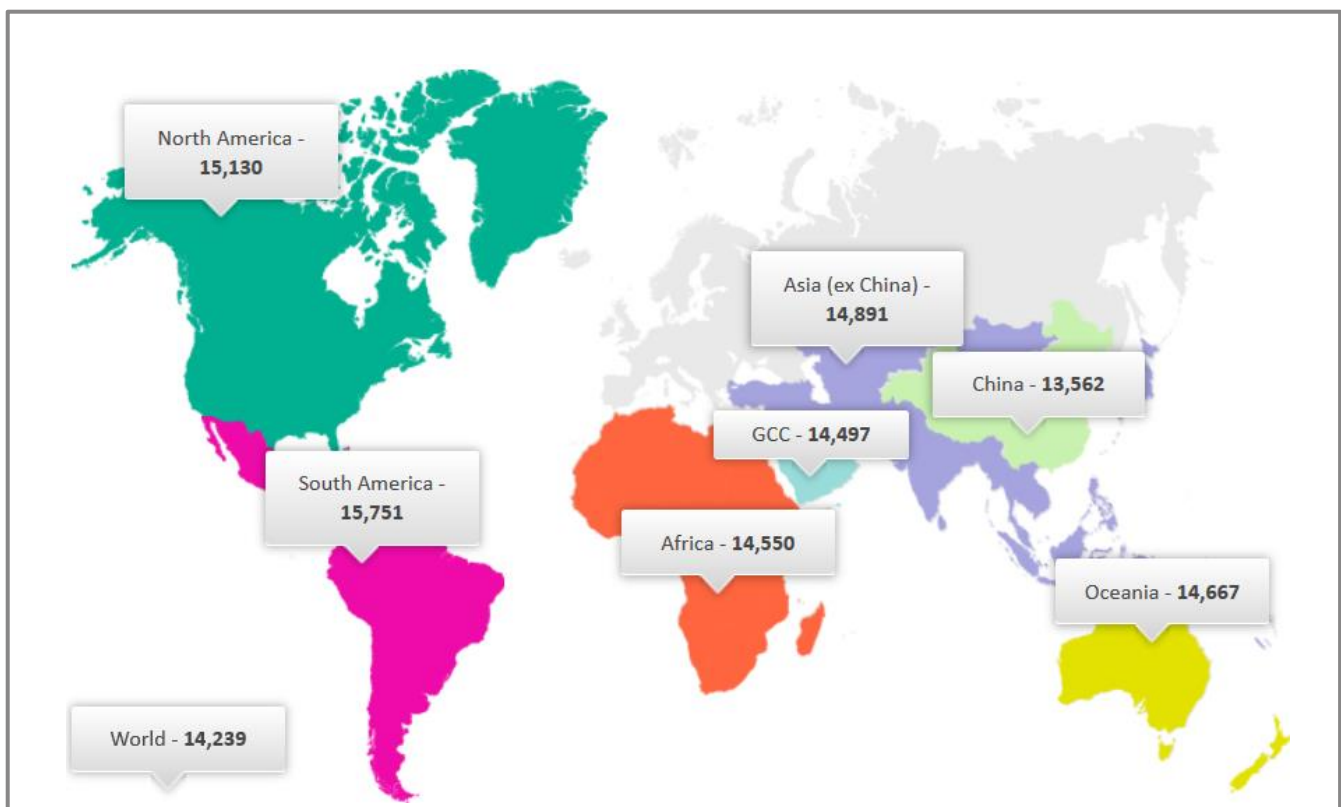 North America -
15,130
Asia (ex China) -
14,891
China - 13,562
GCC - 14,497
South America -
15,751
Africa - 14,550
Oceania - 14,667
World - 14,239